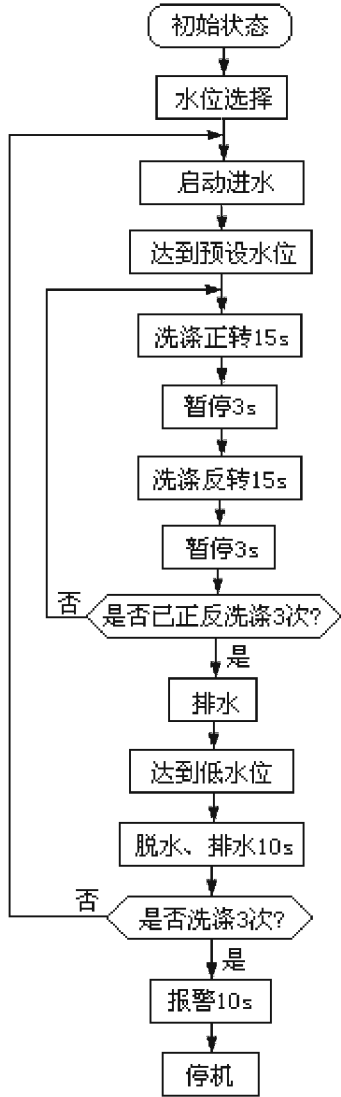 初始状态
水位选择
启动进水
达到预设水位
洗涤正转15s
暂停3s
洗涤反转15s
暂停3s
否
是否已正反洗涤3次?
是
排水
达到低水位
脱水、排水10s
否
是否洗涤3次?
是
报警10s
停机